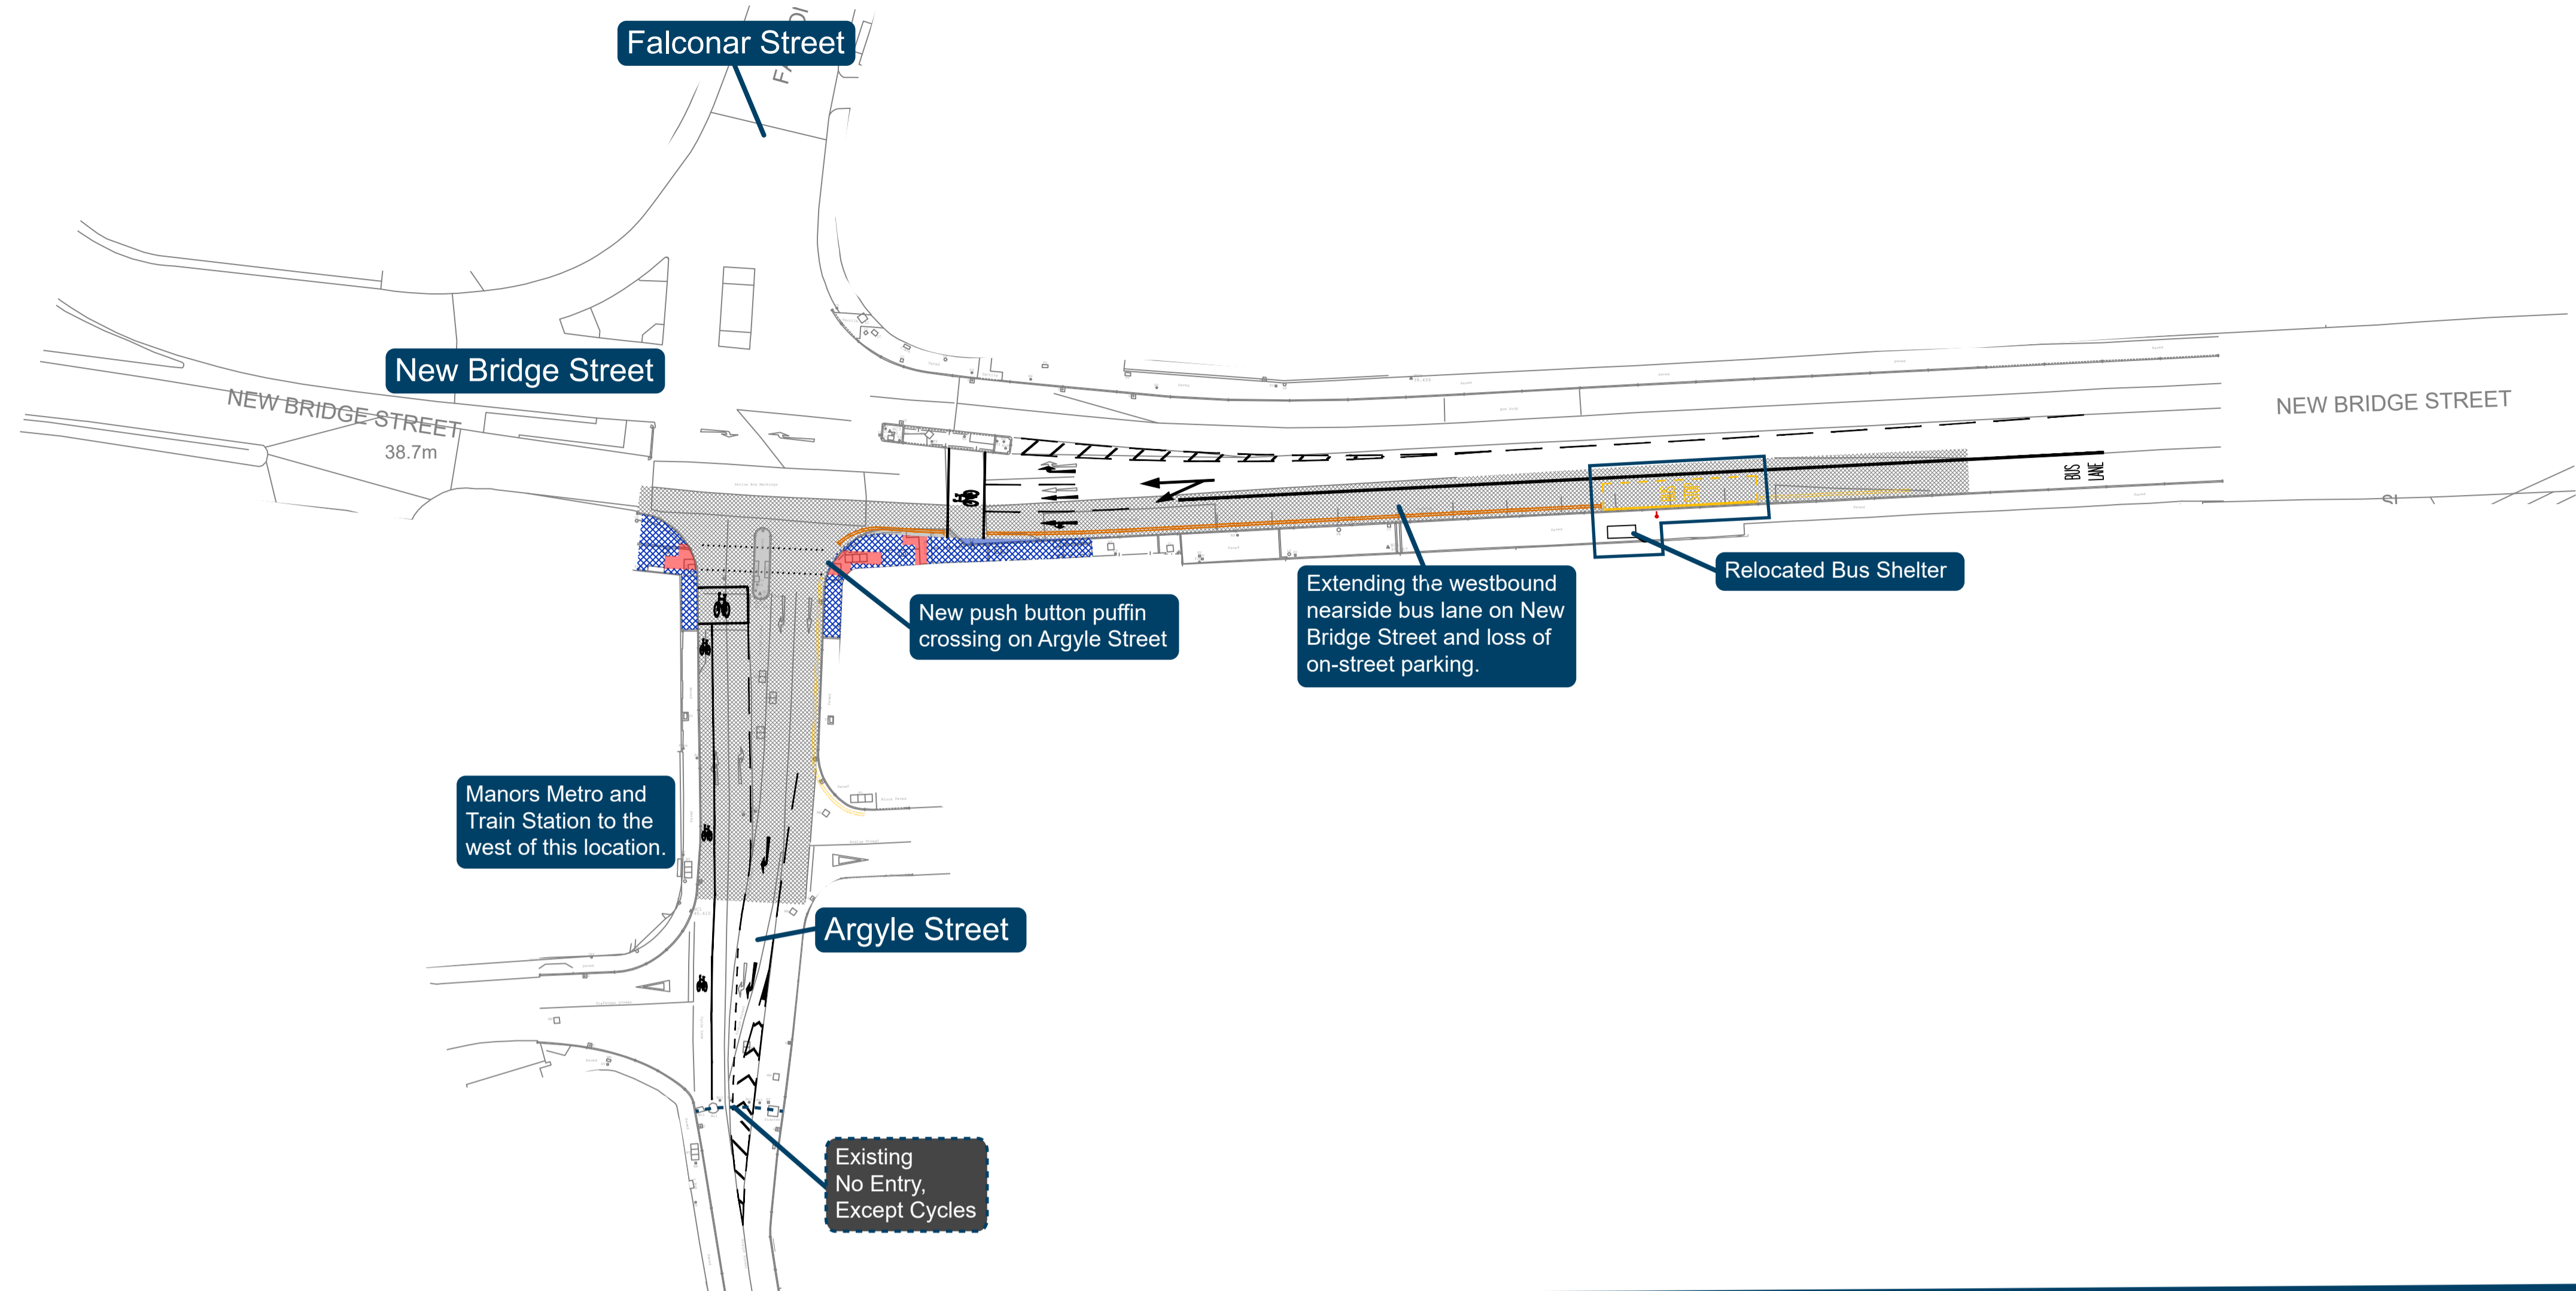 Falconar Street
New Bridge Street
NEW BRIDGE STREET
38.7m
NEW BRIDGE STREET
BUS
LANE
Relocated Bus Shelter
Extending the westbound
nearside bus lane on New
Bridge Street and loss of
on-street parking.
New push button puffin
crossing on Argyle Street
Manors Metro and
Train Station to the
west of this location.
Argyle Street
Existing
No Entry,
Except Cycles